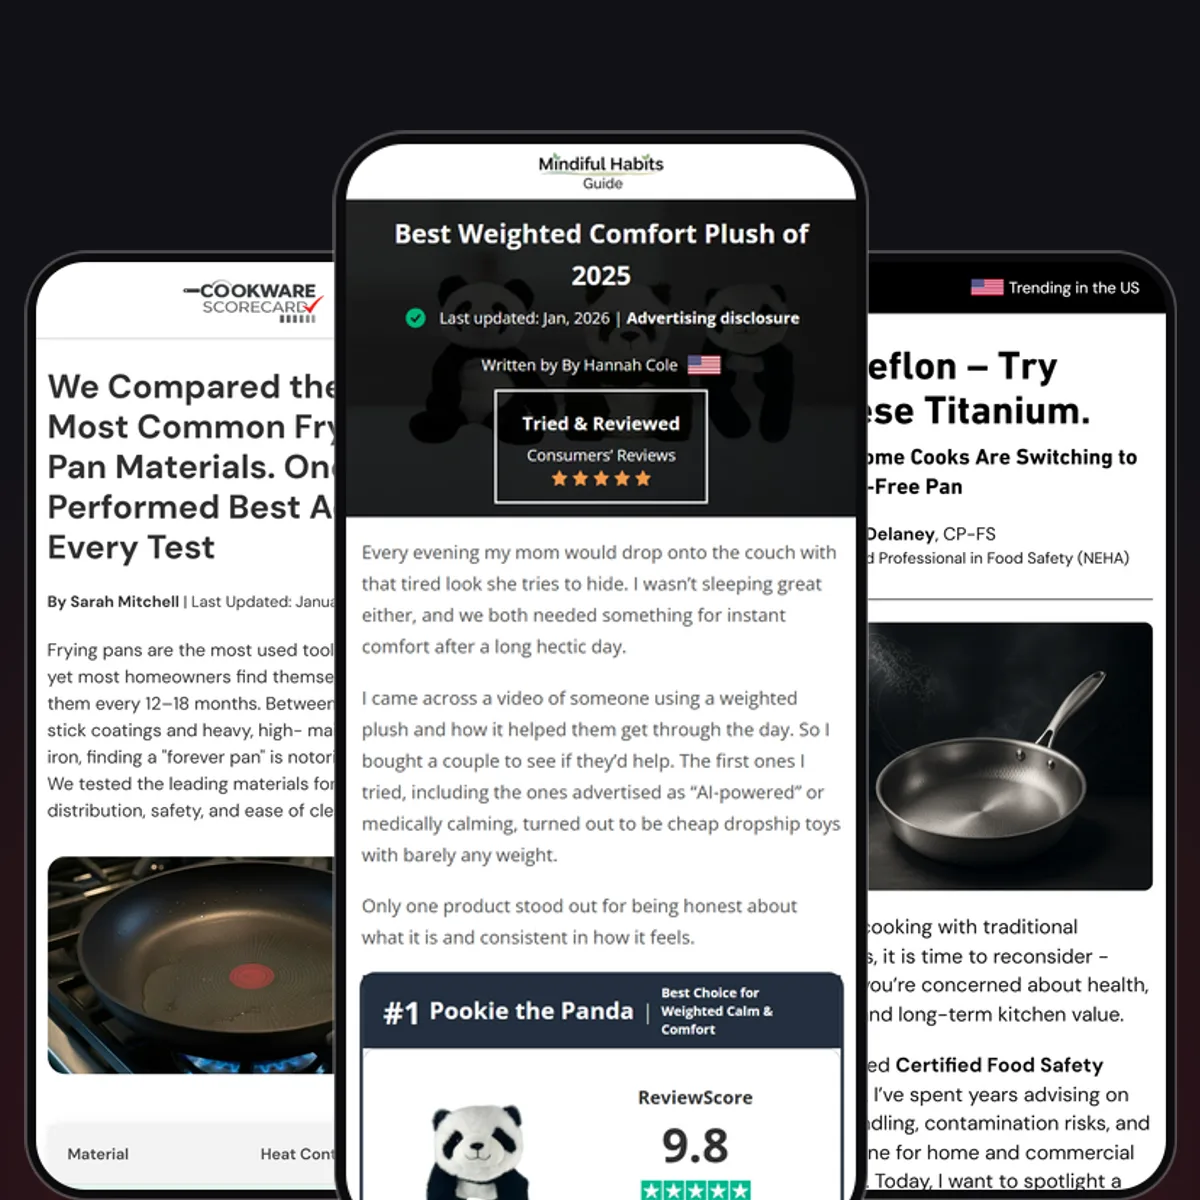 COOKWARE
SCORECARD
We Compared the
Most Common Fry
Pan Materials. One
Performed Best A
Every Test
By Sarah Mitchell | Last Updated: Janua
Frying pans are the most used tool
yet most homeowners find themse
them every 12–18 months. Between
stick coatings and heavy, high- ma
iron, finding a "forever pan" is notori
We tested the leading materials for
distribution, safety, and ease of cle
Material Heat Cont
Mindiful Habits
Guide
Best Weighted Comfort Plush of
2025
Last updated: Jan, 2026 | Advertising disclosure
Written by By Hannah Cole
Tried & Reviewed
Consumers' Reviews
Every evening my mom would drop onto the couch with
that tired look she tries to hide. I wasn't sleeping great
either, and we both needed something for instant
comfort after a long hectic day.
I came across a video of someone using a weighted
plush and how it helped them get through the day. So I
bought a couple to see if they'd help. The first ones I
tried, including the ones advertised as “AI-powered” or
medically calming, turned out to be cheap dropship toys
with barely any weight.
Only one product stood out for being honest about
what it is and consistent in how it feels.
#1 Pookie the Panda |
Best Choice for
Weighted Calm &
Comfort
ReviewScore
9.8
Trending in the US
eflon – Try
ese Titanium.
ome Cooks Are Switching to
-Free Pan
Delaney, CP-FS
d Professional in Food Safety (NEHA)
cooking with traditional
s, it is time to reconsider –
you're concerned about health,
nd long-term kitchen value.
ed Certified Food Safety
I've spent years advising on
ndling, contamination risks, and
ne for home and commercial
. Today, I want to spotlight a